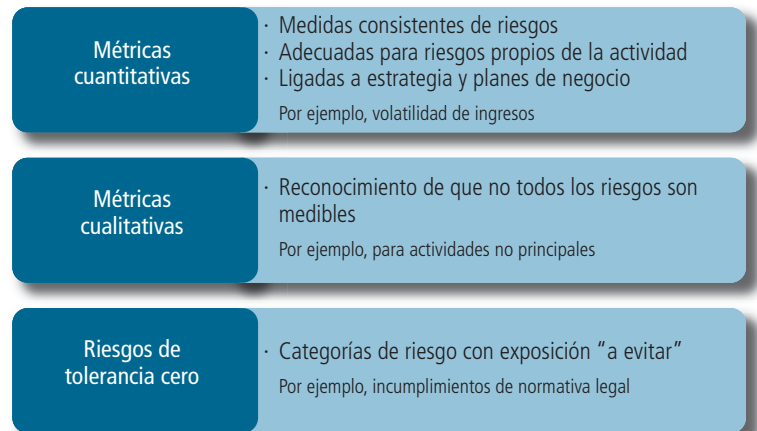 Métricas
cuantitativas
· Medidas consistentes de riesgos
· Adecuadas para riesgos propios de la actividad
· Ligadas a estrategia y planes de negocio
Por ejemplo, volatilidad de ingresos
Métricas
cualitativas
· Reconocimiento de que no todos los riesgos son
medibles
Por ejemplo, para actividades no principales
Riesgos de
tolerancia cero
· Categorías de riesgo con exposición “a evitar”
Por ejemplo, incumplimientos de normativa legal